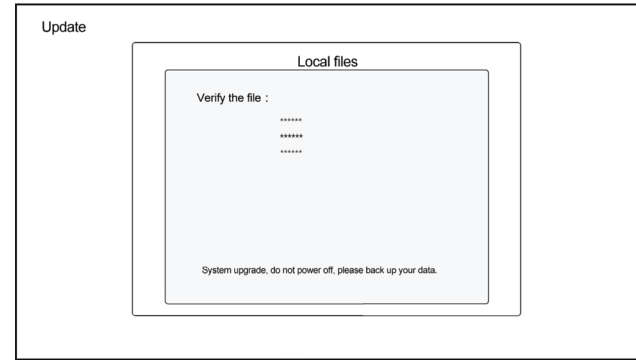 Update
Local files
Verify the file：
******
******
******
System upgrade, do not power off, please back up your data.